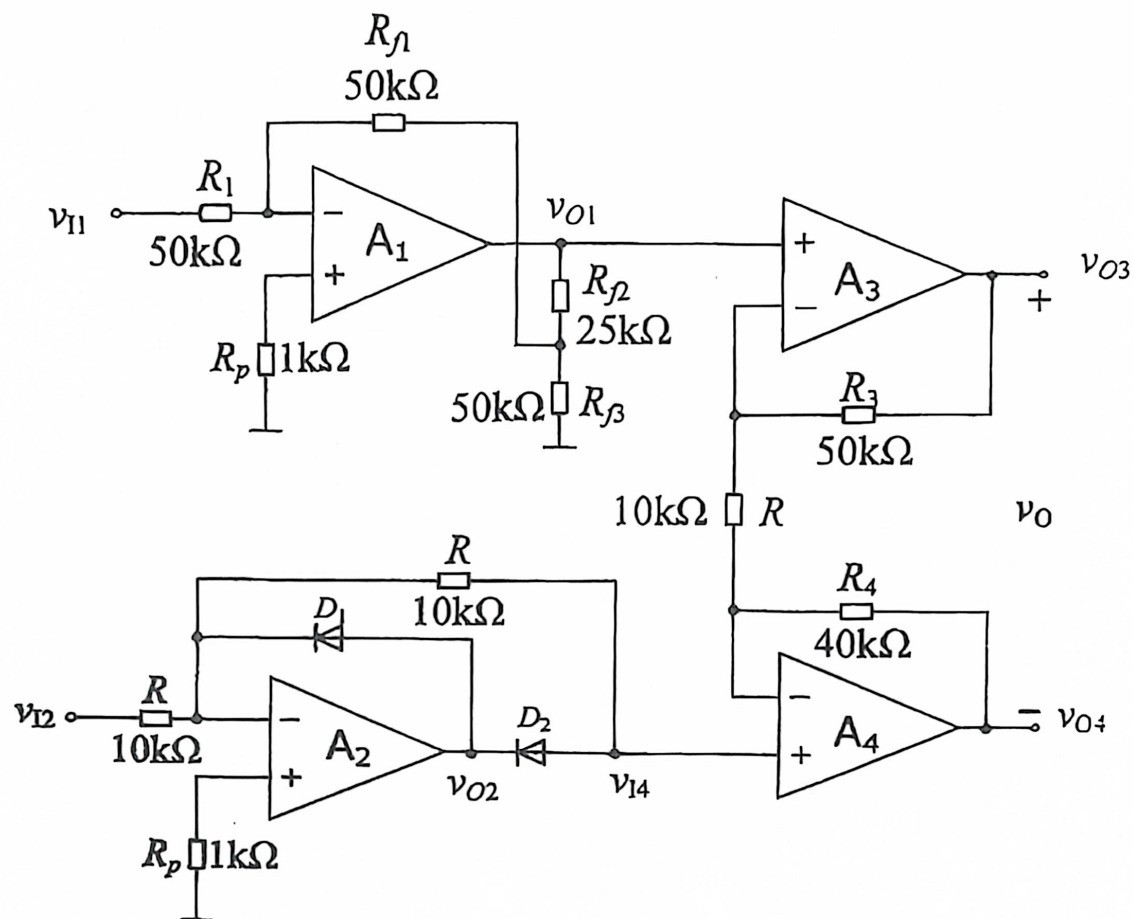 Rf1
50kΩ
R1
vI1
50kΩ
−
A1
+
Rp
1kΩ
vO1
Rf2
25kΩ
50kΩ
Rf3
+
A3
−
vO3
+
R3
50kΩ
10kΩ
R
vO
R
10kΩ
D1
R4
40kΩ
vI2
R
10kΩ
−
A2
+
D2
vO2
vI4
−
A4
+
−
vO4
Rp
1kΩ